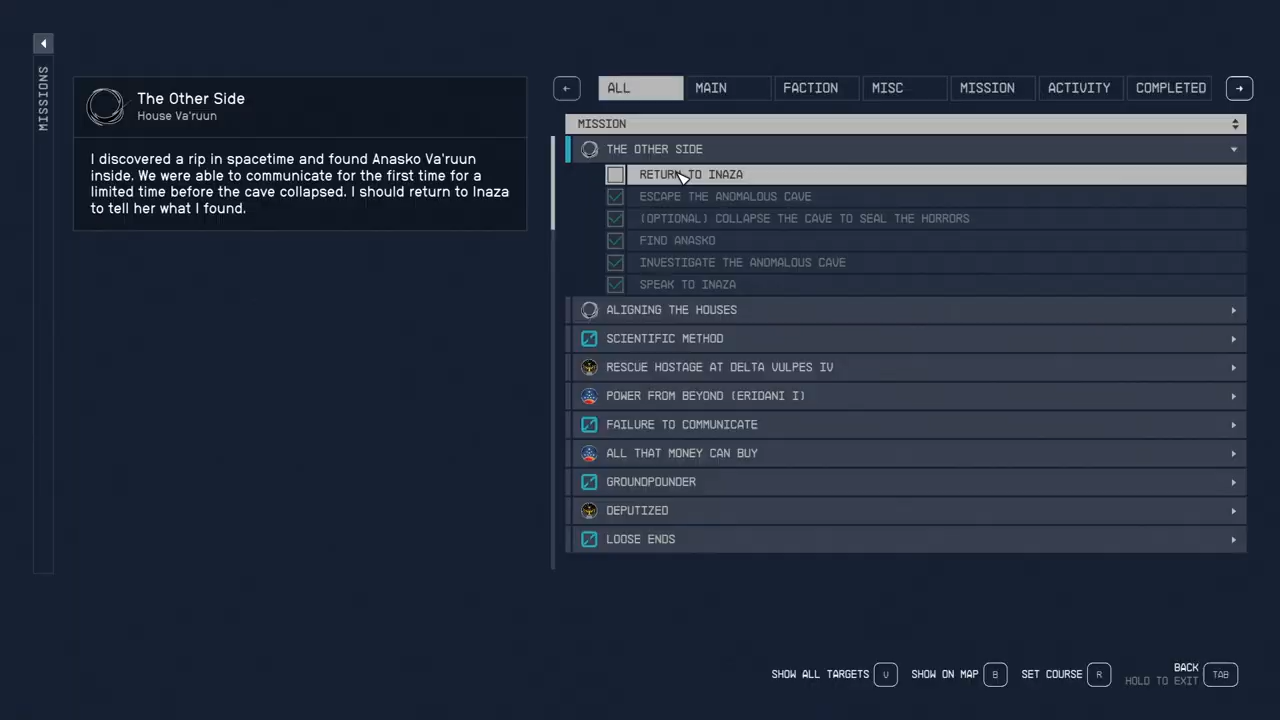 MISSIONS
The Other Side
House Va'ruun
I discovered a rip in spacetime and found Anasko Va'ruun
inside. We were able to communicate for the first time for a
limited time before the cave collapsed. I should return to Inaza
to tell her what I found.
ALL MAIN FACTION MISC MISSION ACTIVITY COMPLETED
MISSION
THE OTHER SIDE
RETURN TO INAZA
ESCAPE THE ANOMALOUS CAVE
(OPTIONAL) COLLAPSE THE CAVE TO SEAL THE HORRORS
FIND ANASKO
INVESTIGATE THE ANOMALOUS CAVE
SPEAK TO INAZA
ALIGNING THE HOUSES
SCIENTIFIC METHOD
RESCUE HOSTAGE AT DELTA VULPES IV
POWER FROM BEYOND (ERIDANI I)
FAILURE TO COMMUNICATE
ALL THAT MONEY CAN BUY
GROUNDPOUNDER
DEPUTIZED
LOOSE ENDS
SHOW ALL TARGETS U SHOW ON MAP B SET COURSE R BACK TAB
HOLD TO EXIT